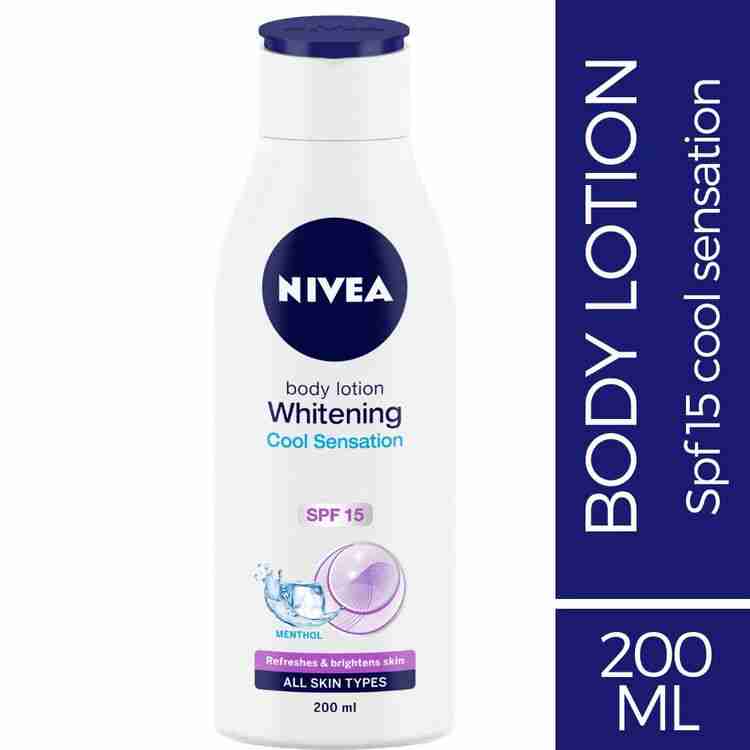 NIVEA
body lotion
Whitening
Cool Sensation
SPF 15
MENTHOL
Refreshes & brightens skin
ALL SKIN TYPES
200 ml
BODY LOTION
Spf15 cool sensation
200
ML